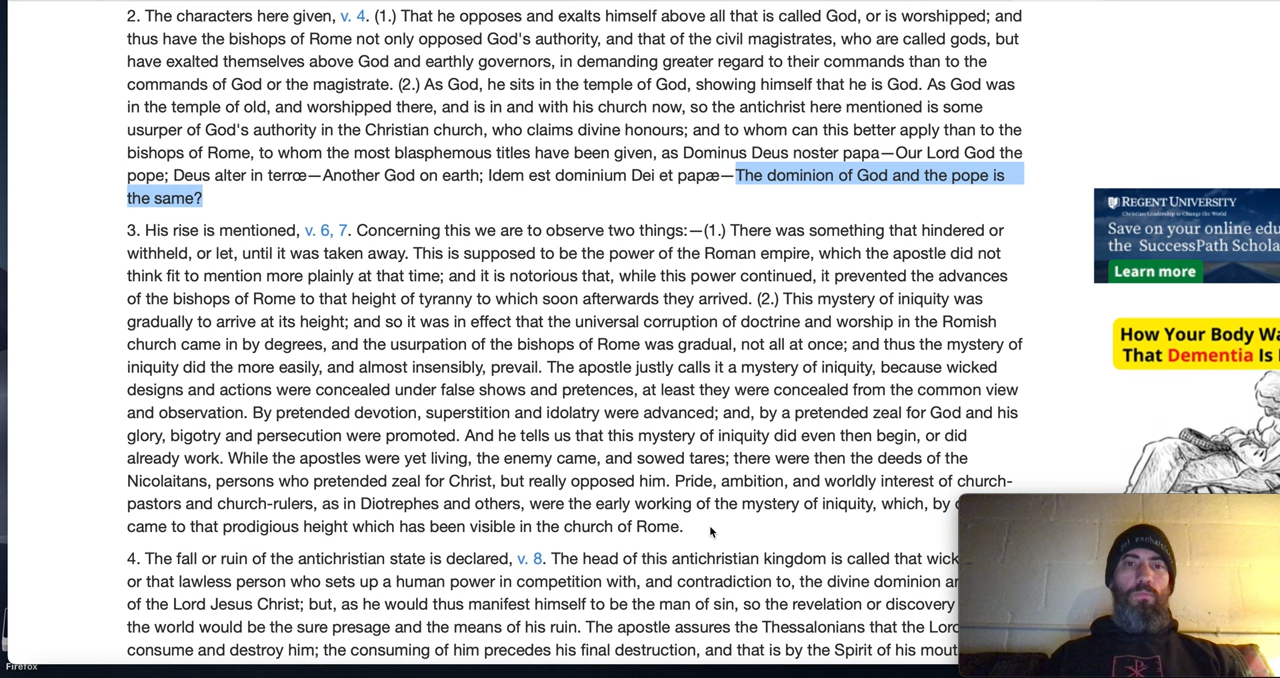 2. The characters here given, v. 4. (1.) That he opposes and exalts himself above all that is called God, or is worshipped; and
thus have the bishops of Rome not only opposed God's authority, and that of the civil magistrates, who are called gods, but
have exalted themselves above God and earthly governors, in demanding greater regard to their commands than to the
commands of God or the magistrate. (2.) As God, he sits in the temple of God, showing himself that he is God. As God was
in the temple of old, and worshipped there, and is in and with his church now, so the antichrist here mentioned is some
usurper of God's authority in the Christian church, who claims divine honours; and to whom can this better apply than to the
bishops of Rome, to whom the most blasphemous titles have been given, as Dominus Deus noster papa—Our Lord God the
pope; Deus alter in terrœ—Another God on earth; Idem est dominium Dei et papæ—The dominion of God and the pope is
the same?
3. His rise is mentioned, v. 6, 7. Concerning this we are to observe two things:—(1.) There was something that hindered or
withheld, or let, until it was taken away. This is supposed to be the power of the Roman empire, which the apostle did not
think fit to mention more plainly at that time; and it is notorious that, while this power continued, it prevented the advances
of the bishops of Rome to that height of tyranny to which soon afterwards they arrived. (2.) This mystery of iniquity was
gradually to arrive at its height; and so it was in effect that the universal corruption of doctrine and worship in the Romish
church came in by degrees, and the usurpation of the bishops of Rome was gradual, not all at once; and thus the mystery of
iniquity did the more easily, and almost insensibly, prevail. The apostle justly calls it a mystery of iniquity, because wicked
designs and actions were concealed under false shows and pretences, at least they were concealed from the common view
and observation. By pretended devotion, superstition and idolatry were advanced; and, by a pretended zeal for God and his
glory, bigotry and persecution were promoted. And he tells us that this mystery of iniquity did even then begin, or did
already work. While the apostles were yet living, the enemy came, and sowed tares; there were then the deeds of the
Nicolaitans, persons who pretended zeal for Christ, but really opposed him. Pride, ambition, and worldly interest of church-
pastors and church-rulers, as in Diotrephes and others, were the early working of the mystery of iniquity, which, by
came to that prodigious height which has been visible in the church of Rome.
4. The fall or ruin of the antichristian state is declared, v. 8. The head of this antichristian kingdom is called that wick
or that lawless person who sets up a human power in competition with, and contradiction to, the divine dominion
of the Lord Jesus Christ; but, as he would thus manifest himself to be the man of sin, so the revelation or discovery
the world would be the sure presage and the means of his ruin. The apostle assures the Thessalonians that the Lord
consume and destroy him; the consuming of him precedes his final destruction, and that is by the Spirit of his
Firefox
REGENT UNIVERSITY
Christian Leadership to Change the World
Save on your online edu
the SuccessPath Schola
Learn more
How Your Body Wa
That Dementia Is